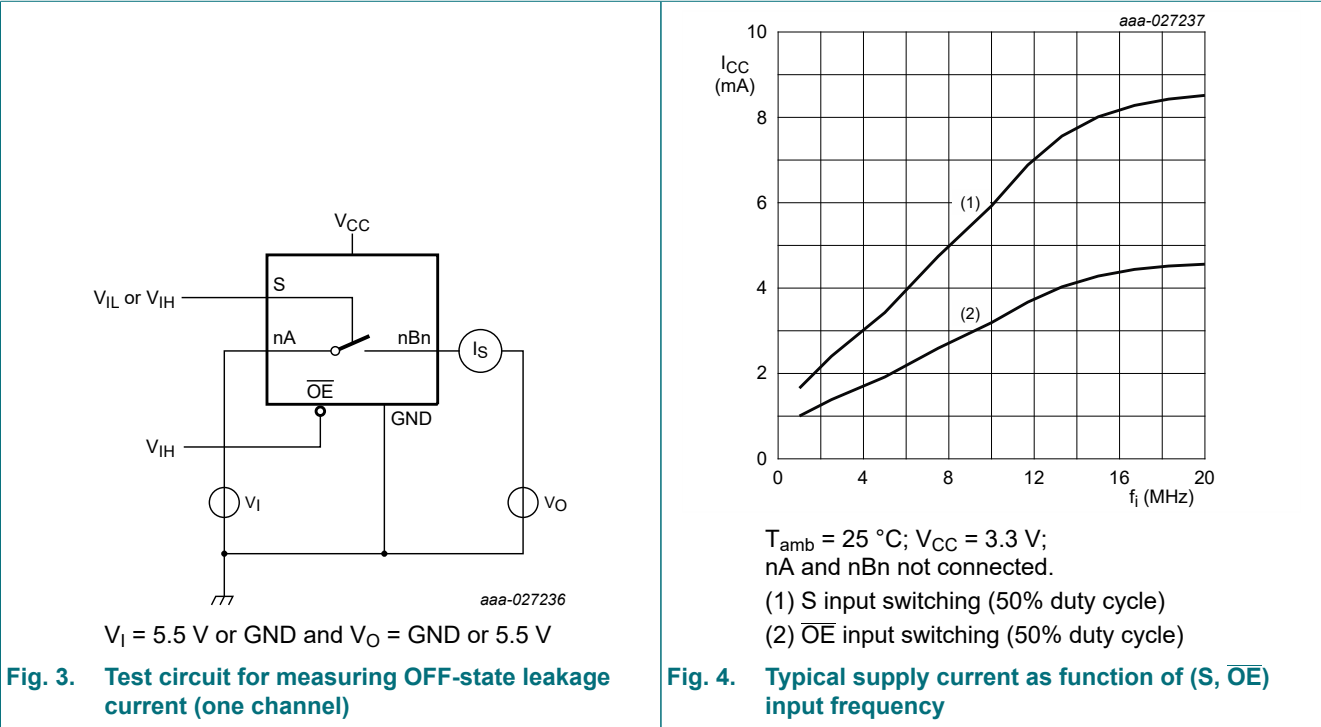 VCC
S
VIL or VIH
nA
nBn
IS
OE
GND
VIH
VI
VO
aaa-027236
VI = 5.5 V or GND and VO = GND or 5.5 V
Fig. 3. Test circuit for measuring OFF-state leakage
current (one channel)
aaa-027237
10
ICC
(mA)
8
6
(1)
4
(2)
2
0
0 4 8 12 16 20
fi (MHz)
Tamb = 25 °C; VCC = 3.3 V;
nA and nBn not connected.
(1) S input switching (50% duty cycle)
(2) OE input switching (50% duty cycle)
Fig. 4. Typical supply current as function of (S, OE)
input frequency